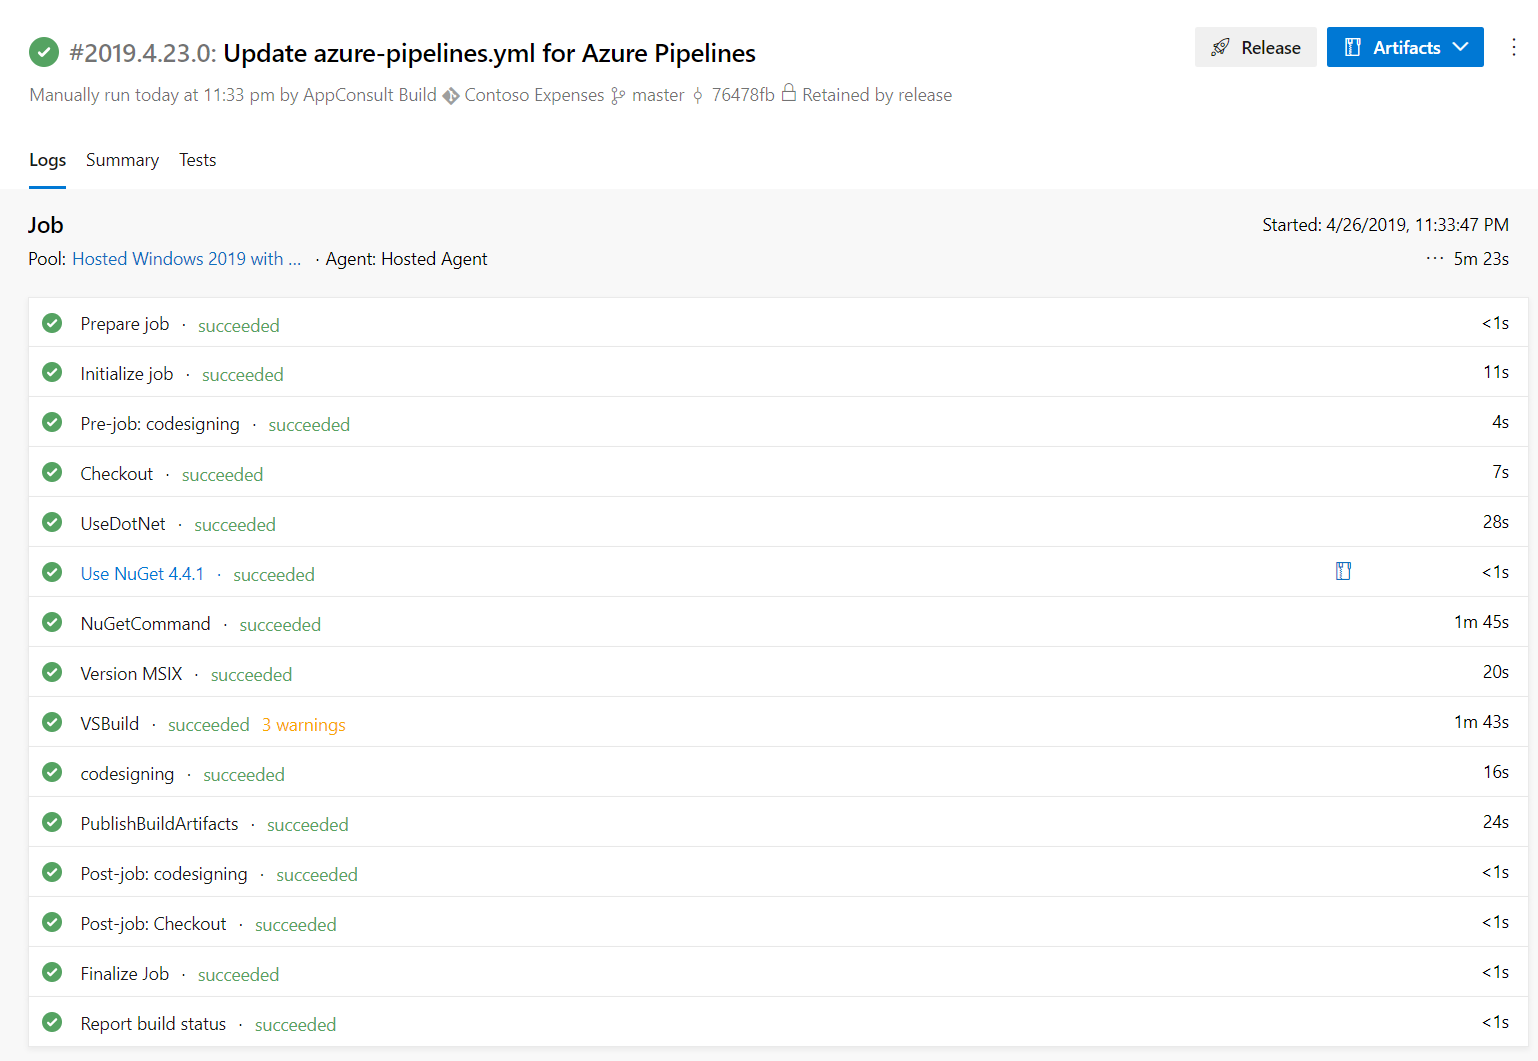 #2019.4.23.0: Update azure-pipelines.yml for Azure Pipelines
Release
Artifacts
Manually run today at 11:33 pm by AppConsult Build Contoso Expenses master 76478fb Retained by release
Logs Summary Tests
Job
Started: 4/26/2019, 11:33:47 PM
Pool: Hosted Windows 2019 with ... · Agent: Hosted Agent
··· 5m 23s
Prepare job · succeeded <1s
Initialize job · succeeded 11s
Pre-job: codesigning · succeeded 4s
Checkout · succeeded 7s
UseDotNet · succeeded 28s
Use NuGet 4.4.1 · succeeded <1s
NuGetCommand · succeeded 1m 45s
Version MSIX · succeeded 20s
VSBuild · succeeded 3 warnings 1m 43s
codesigning · succeeded 16s
PublishBuildArtifacts · succeeded 24s
Post-job: codesigning · succeeded <1s
Post-job: Checkout · succeeded <1s
Finalize Job · succeeded <1s
Report build status · succeeded <1s